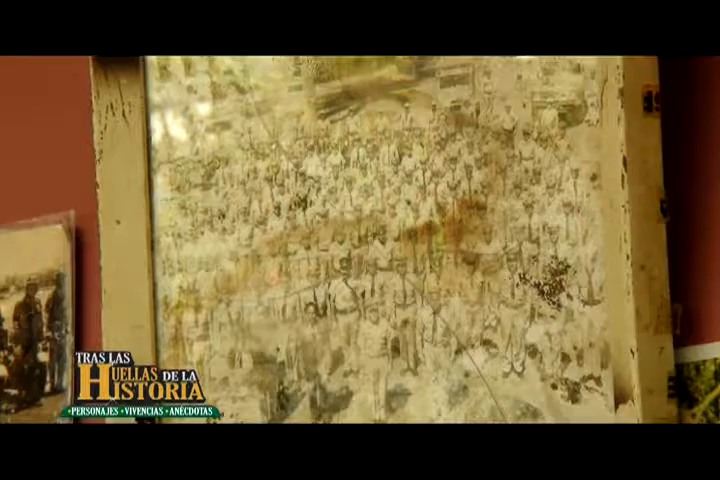 TRAS LAS
HUELLAS DE LA
HISTORIA
•PERSONAJES •VIVENCIAS •ANÉCDOTAS